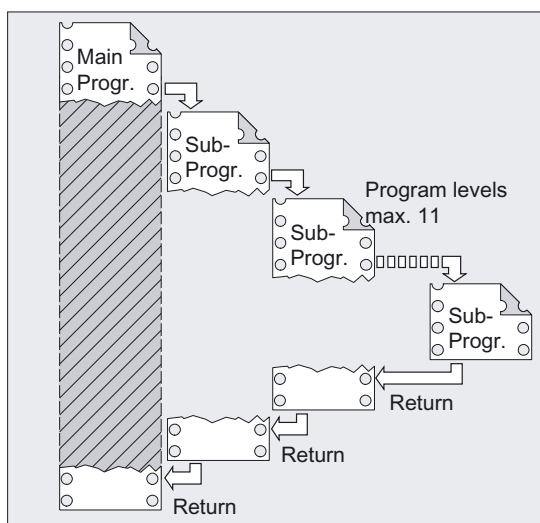 Main
Progr.
Sub-
Progr.
Program levels
max. 11
Sub-
Progr.
Sub-
Progr.
Return
Return
Return